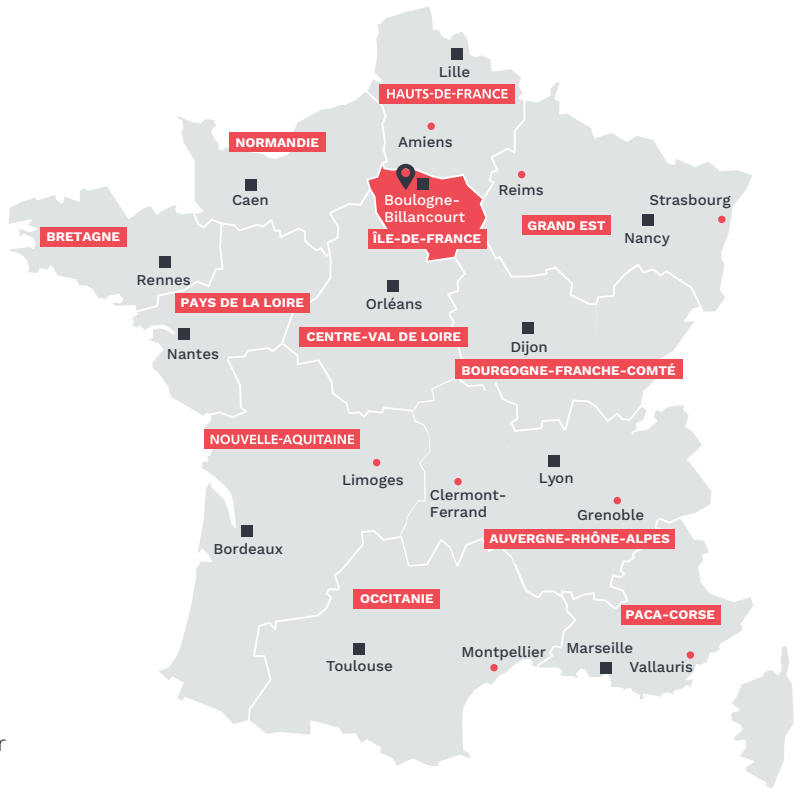 Lille
HAUTS-DE-FRANCE
NORMANDIE
Amiens
Caen
Boulogne-
Billancourt
ÎLE-DE-FRANCE
Reims
Strasbourg
GRAND EST
Nancy
BRETAGNE
Rennes
PAYS DE LA LOIRE
Nantes
Orléans
CENTRE-VAL DE LOIRE
Dijon
BOURGOGNE-FRANCHE-COMTÉ
NOUVELLE-AQUITAINE
Limoges
Clermont-
Ferrand
Lyon
Grenoble
AUVERGNE-RHÔNE-ALPES
Bordeaux
OCCITANIE
PACA-CORSE
Toulouse
Montpellier
Marseille
Vallauris
r